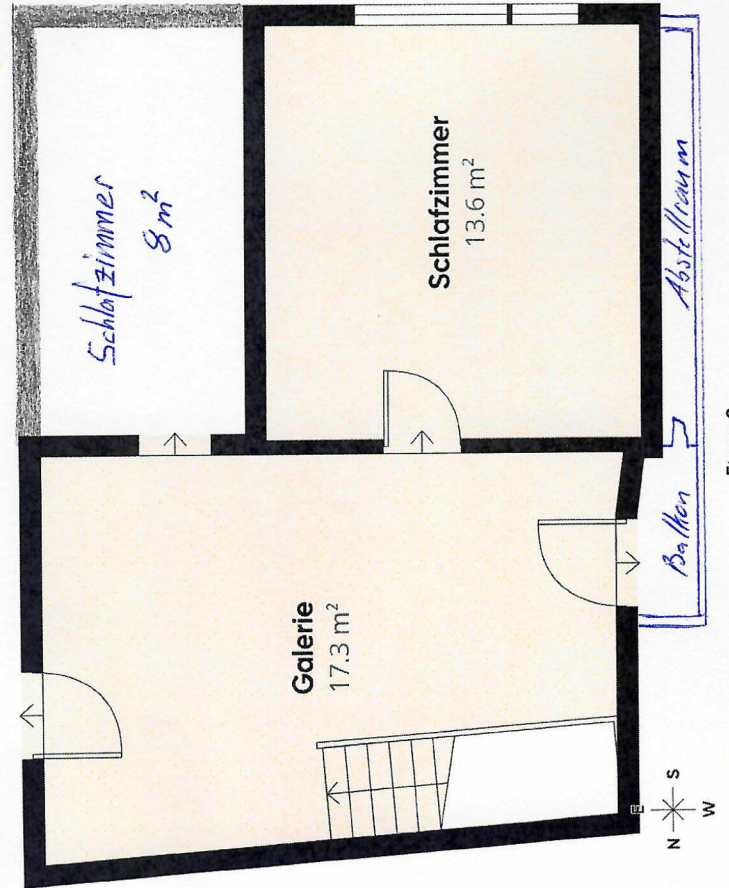 Schlafzimmer
8 m²
Schlafzimmer
13.6 m²
Galerie
17.3 m²
Balkon
Abstellraum
E
N
S
W